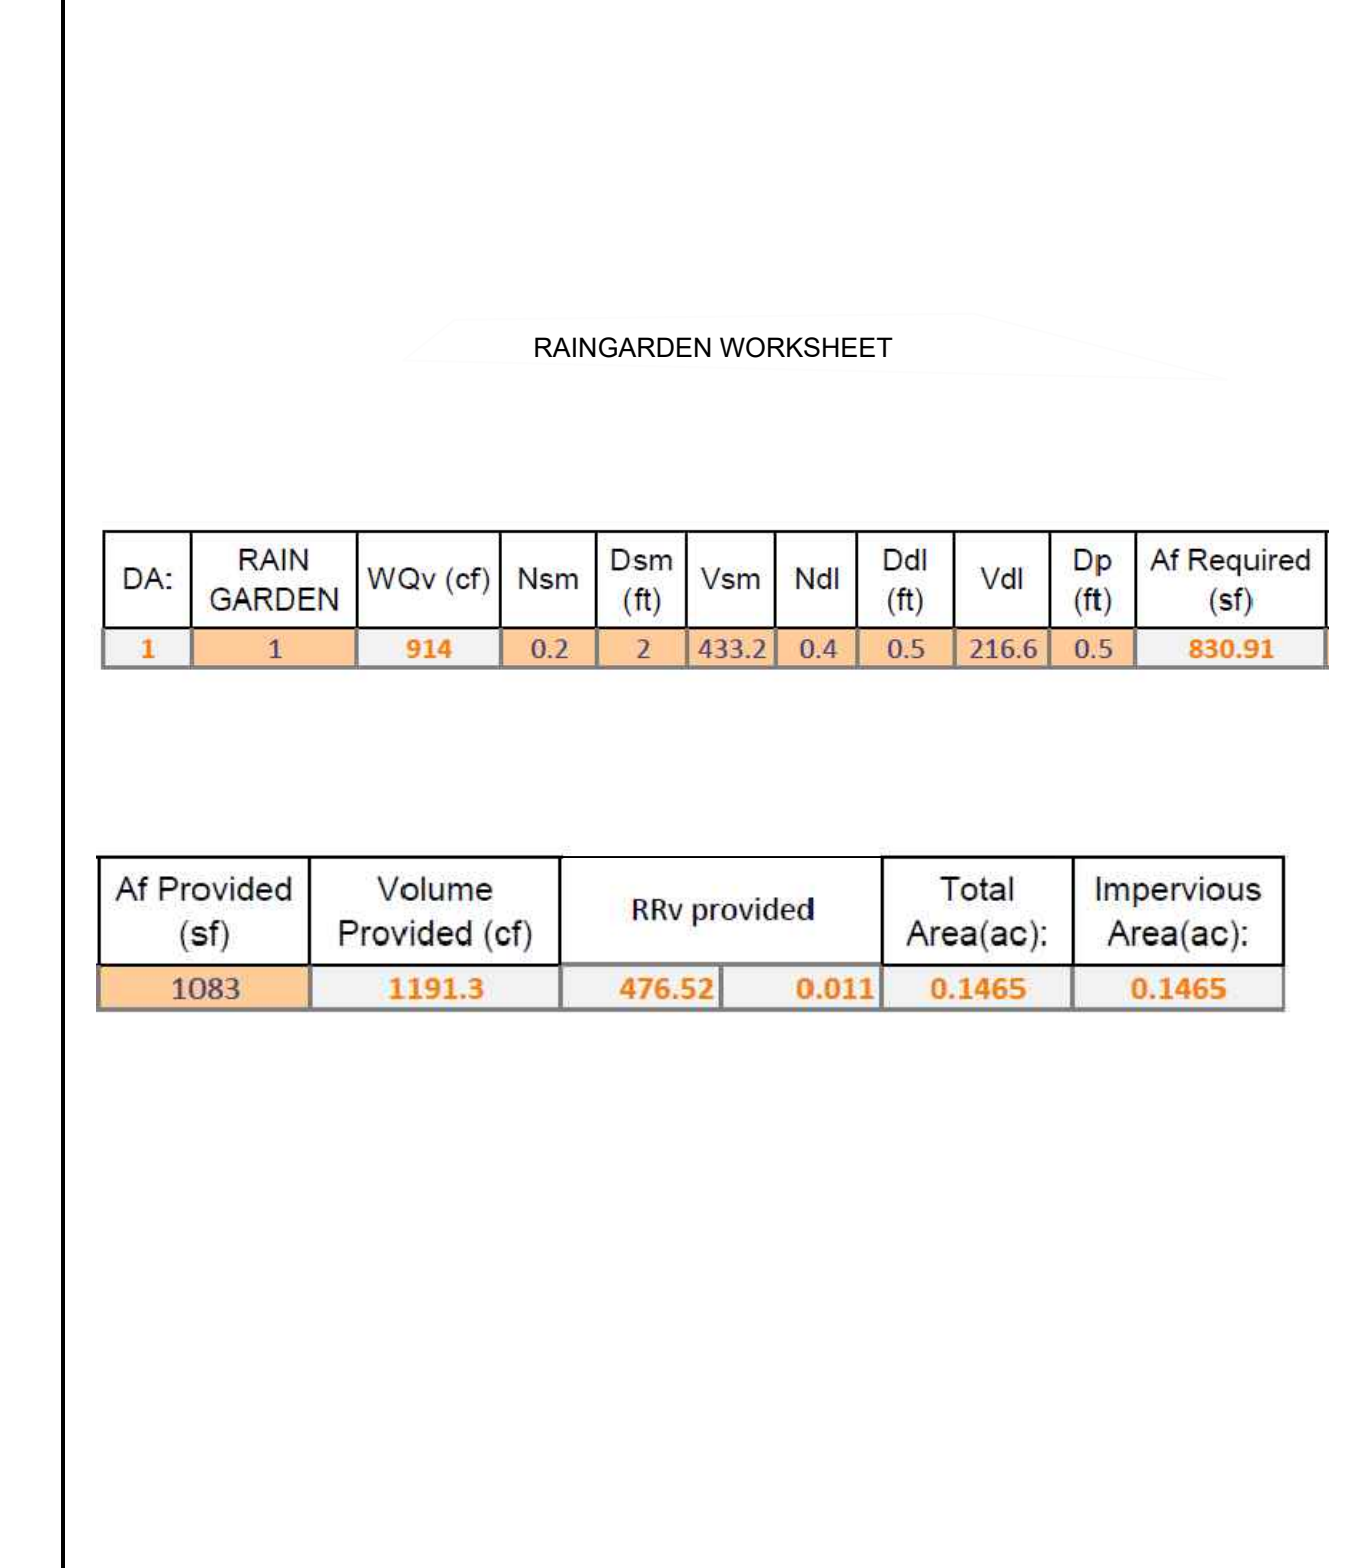 RAINGARDEN WORKSHEET
DA: RAIN GARDEN WQv (cf) Nsm Dsm (ft) Vsm Ndl Ddl (ft) Vdl Dp (ft) Af Required (sf)
1 1 914 0.2 2 433.2 0.4 0.5 216.6 0.5 830.91
Af Provided (sf) Volume Provided (cf) RRv provided Total Area(ac): Impervious Area(ac):
1083 1191.3 476.52 0.011 0.1465 0.1465